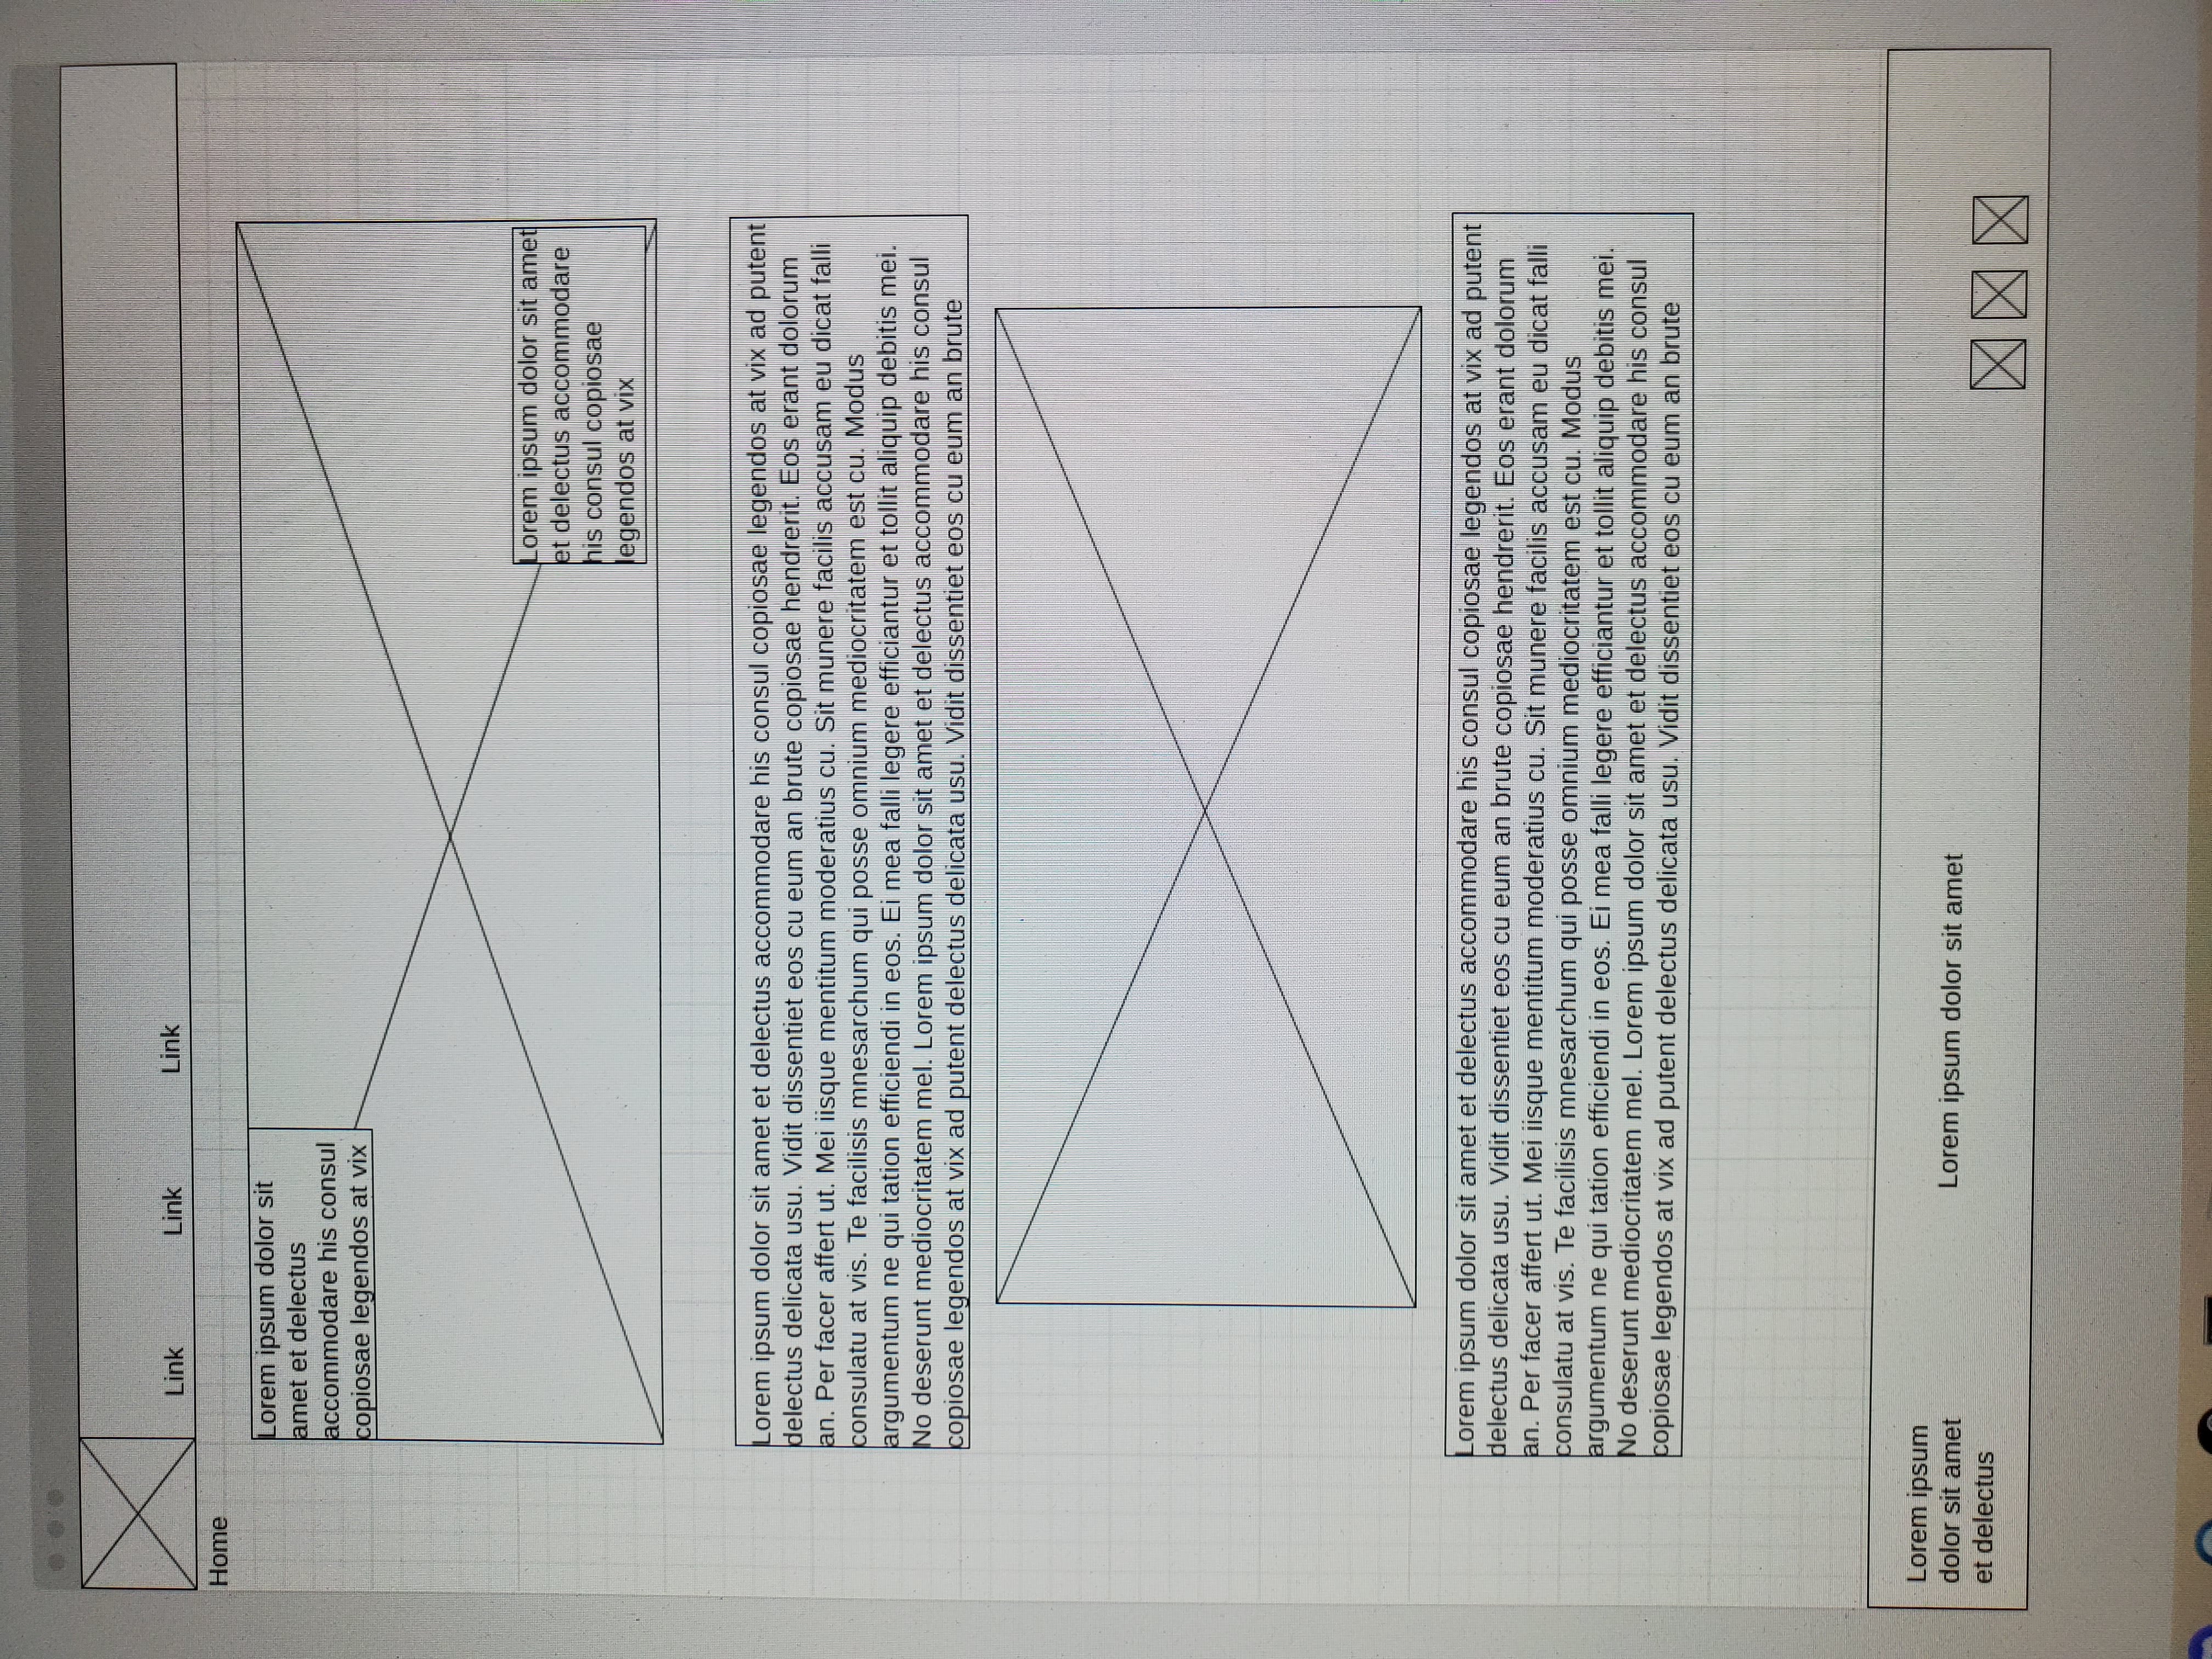 Link Link Link
Home
Lorem ipsum dolor sit
amet et delectus
accommodare his consul
copiosae legendos at vix
Lorem ipsum dolor sit amet
et delectus accommodare
his consul copiosae
legendos at vix
Lorem ipsum dolor sit amet et delectus accommodare his consul copiosae legendos at vix ad putent
delectus delicata usu. Vidit dissentiet eos cu eum an brute copiosae hendrerit. Eos erant dolorum
an. Per facer affert ut. Mei iisque mentitum moderatius cu. Sit munere facilis accusam eu dicat falli
consulatu at vis. Te facilisis mnesarchum qui posse omnium mediocritatem est cu. Modus
argumentum ne qui tation efficiendi in eos. Ei mea falli legere efficiantur et tollit aliquip debitis mei.
No deserunt mediocritatem mel. Lorem ipsum dolor sit amet et delectus accommodare his consul
copiosae legendos at vix ad putent delectus delicata usu. Vidit dissentiet eos cu eum an brute
Lorem ipsum dolor sit amet et delectus accommodare his consul copiosae legendos at vix ad putent
delectus delicata usu. Vidit dissentiet eos cu eum an brute copiosae hendrerit. Eos erant dolorum
an. Per facer affert ut. Mei iisque mentitum moderatius cu. Sit munere facilis accusam eu dicat falli
consulatu at vis. Te facilisis mnesarchum qui posse omnium mediocritatem est cu. Modus
argumentum ne qui tation efficiendi in eos. Ei mea falli legere efficiantur et tollit aliquip debitis mei.
No deserunt mediocritatem mel. Lorem ipsum dolor sit amet et delectus accommodare his consul
copiosae legendos at vix ad putent delectus delicata usu. Vidit dissentiet eos cu eum an brute
Lorem ipsum
dolor sit amet
et delectus
Lorem ipsum dolor sit amet